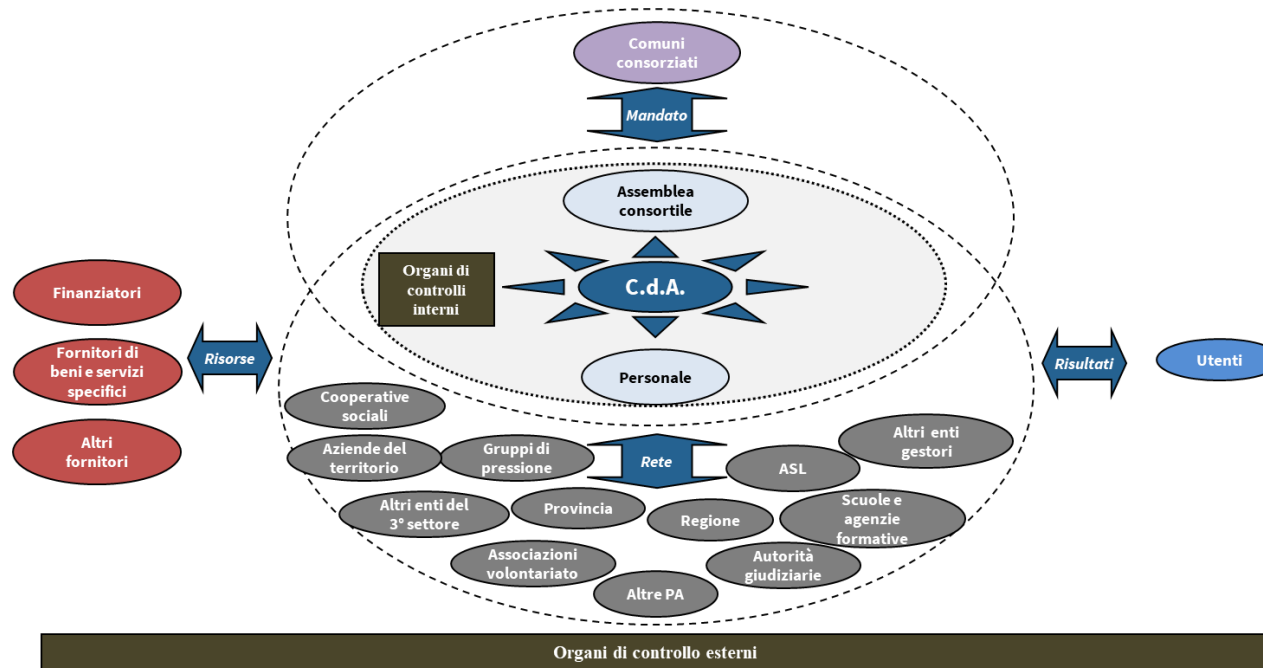 Comuni
consorziati
Mandato
Assemblea
consortile
Organi di
controlli
interni
C.d.A.
Personale
Finanziatori
Fornitori di
beni e servizi
specifici
Altri
fornitori
Risorse
Risultati
Utenti
Cooperative
sociali
Aziende del
territorio
Gruppi di
pressione
Rete
ASL
Altri enti
gestori
Altri enti del
3° settore
Provincia
Regione
Scuole e
agenzie
formative
Associazioni
volontariato
Altre PA
Autorità
giudiziarie
Organi di controllo esterni